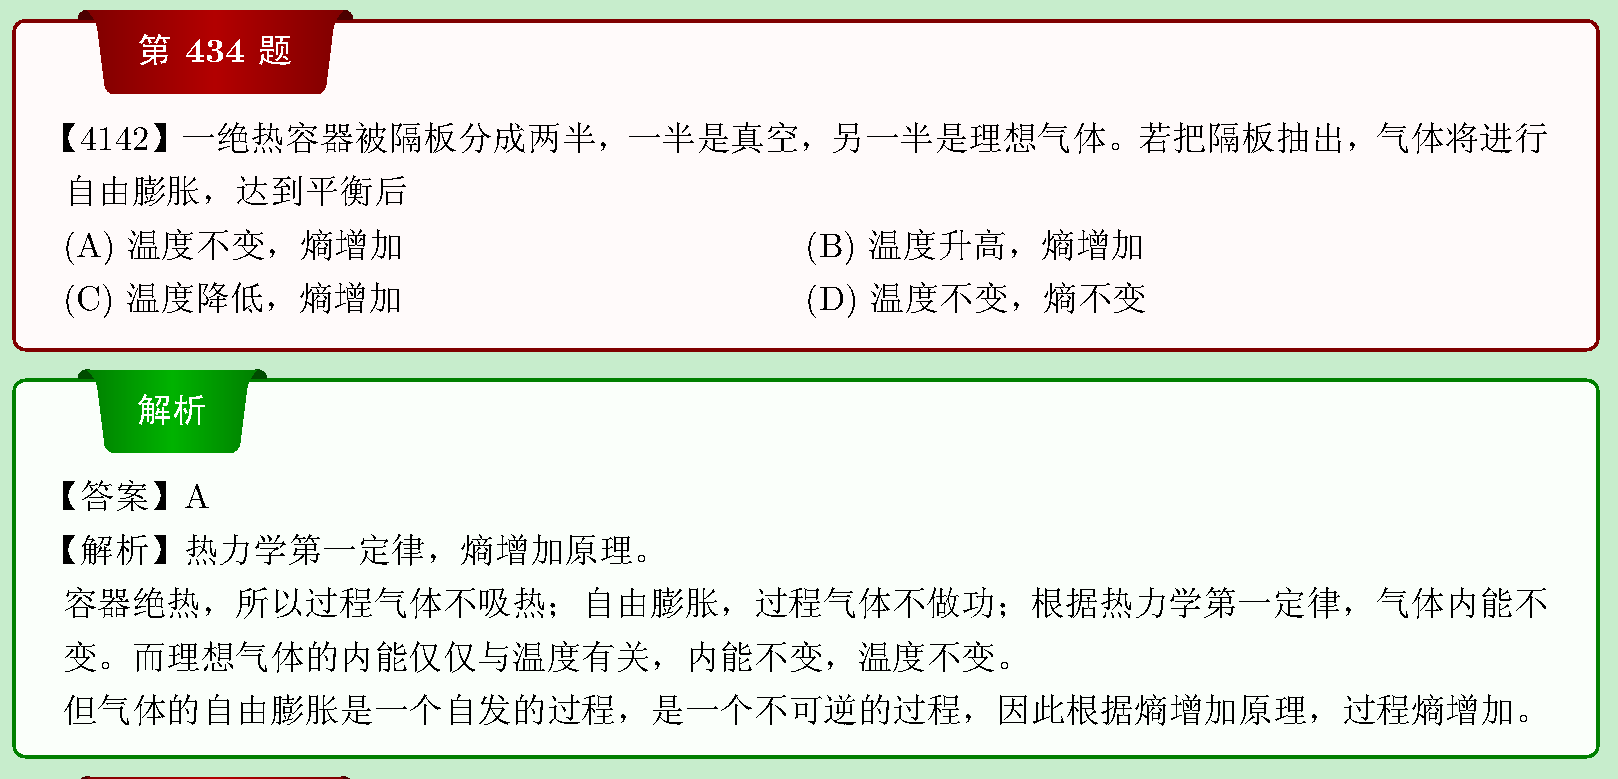 第 434 题
【4142】一绝热容器被隔板分成两半，一半是真空，另一半是理想气体。若把隔板抽出，气体将进行
自由膨胀，达到平衡后
(A) 温度不变，熵增加
(B) 温度升高，熵增加
(C) 温度降低，熵增加
(D) 温度不变，熵不变
解析
【答案】A
【解析】热力学第一定律，熵增加原理。
容器绝热，所以过程气体不吸热；自由膨胀，过程气体不做功；根据热力学第一定律，气体内能不
变。而理想气体的内能仅仅与温度有关，内能不变，温度不变。
但气体的自由膨胀是一个自发的过程，是一个不可逆的过程，因此根据熵增加原理，过程熵增加。